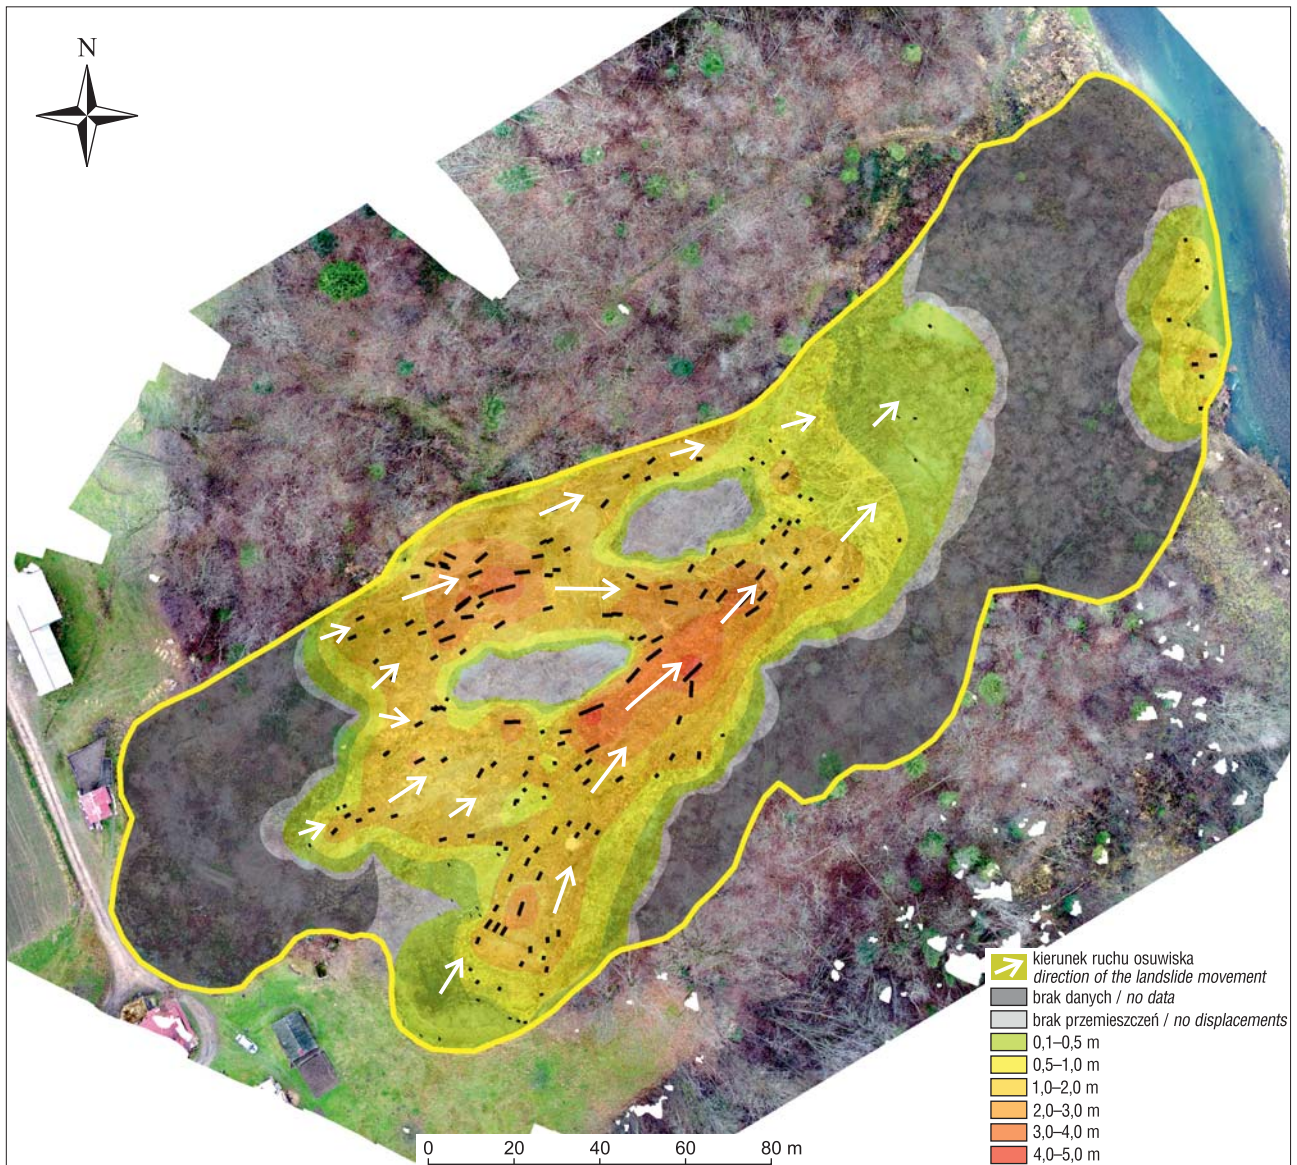 N
kierunek ruchu osuwiska
direction of the landslide movement
brak danych / no data
brak przemieszczeń / no displacements
0,1–0,5 m
0,5–1,0 m
1,0–2,0 m
2,0–3,0 m
3,0–4,0 m
4,0–5,0 m
0 20 40 60 80 m